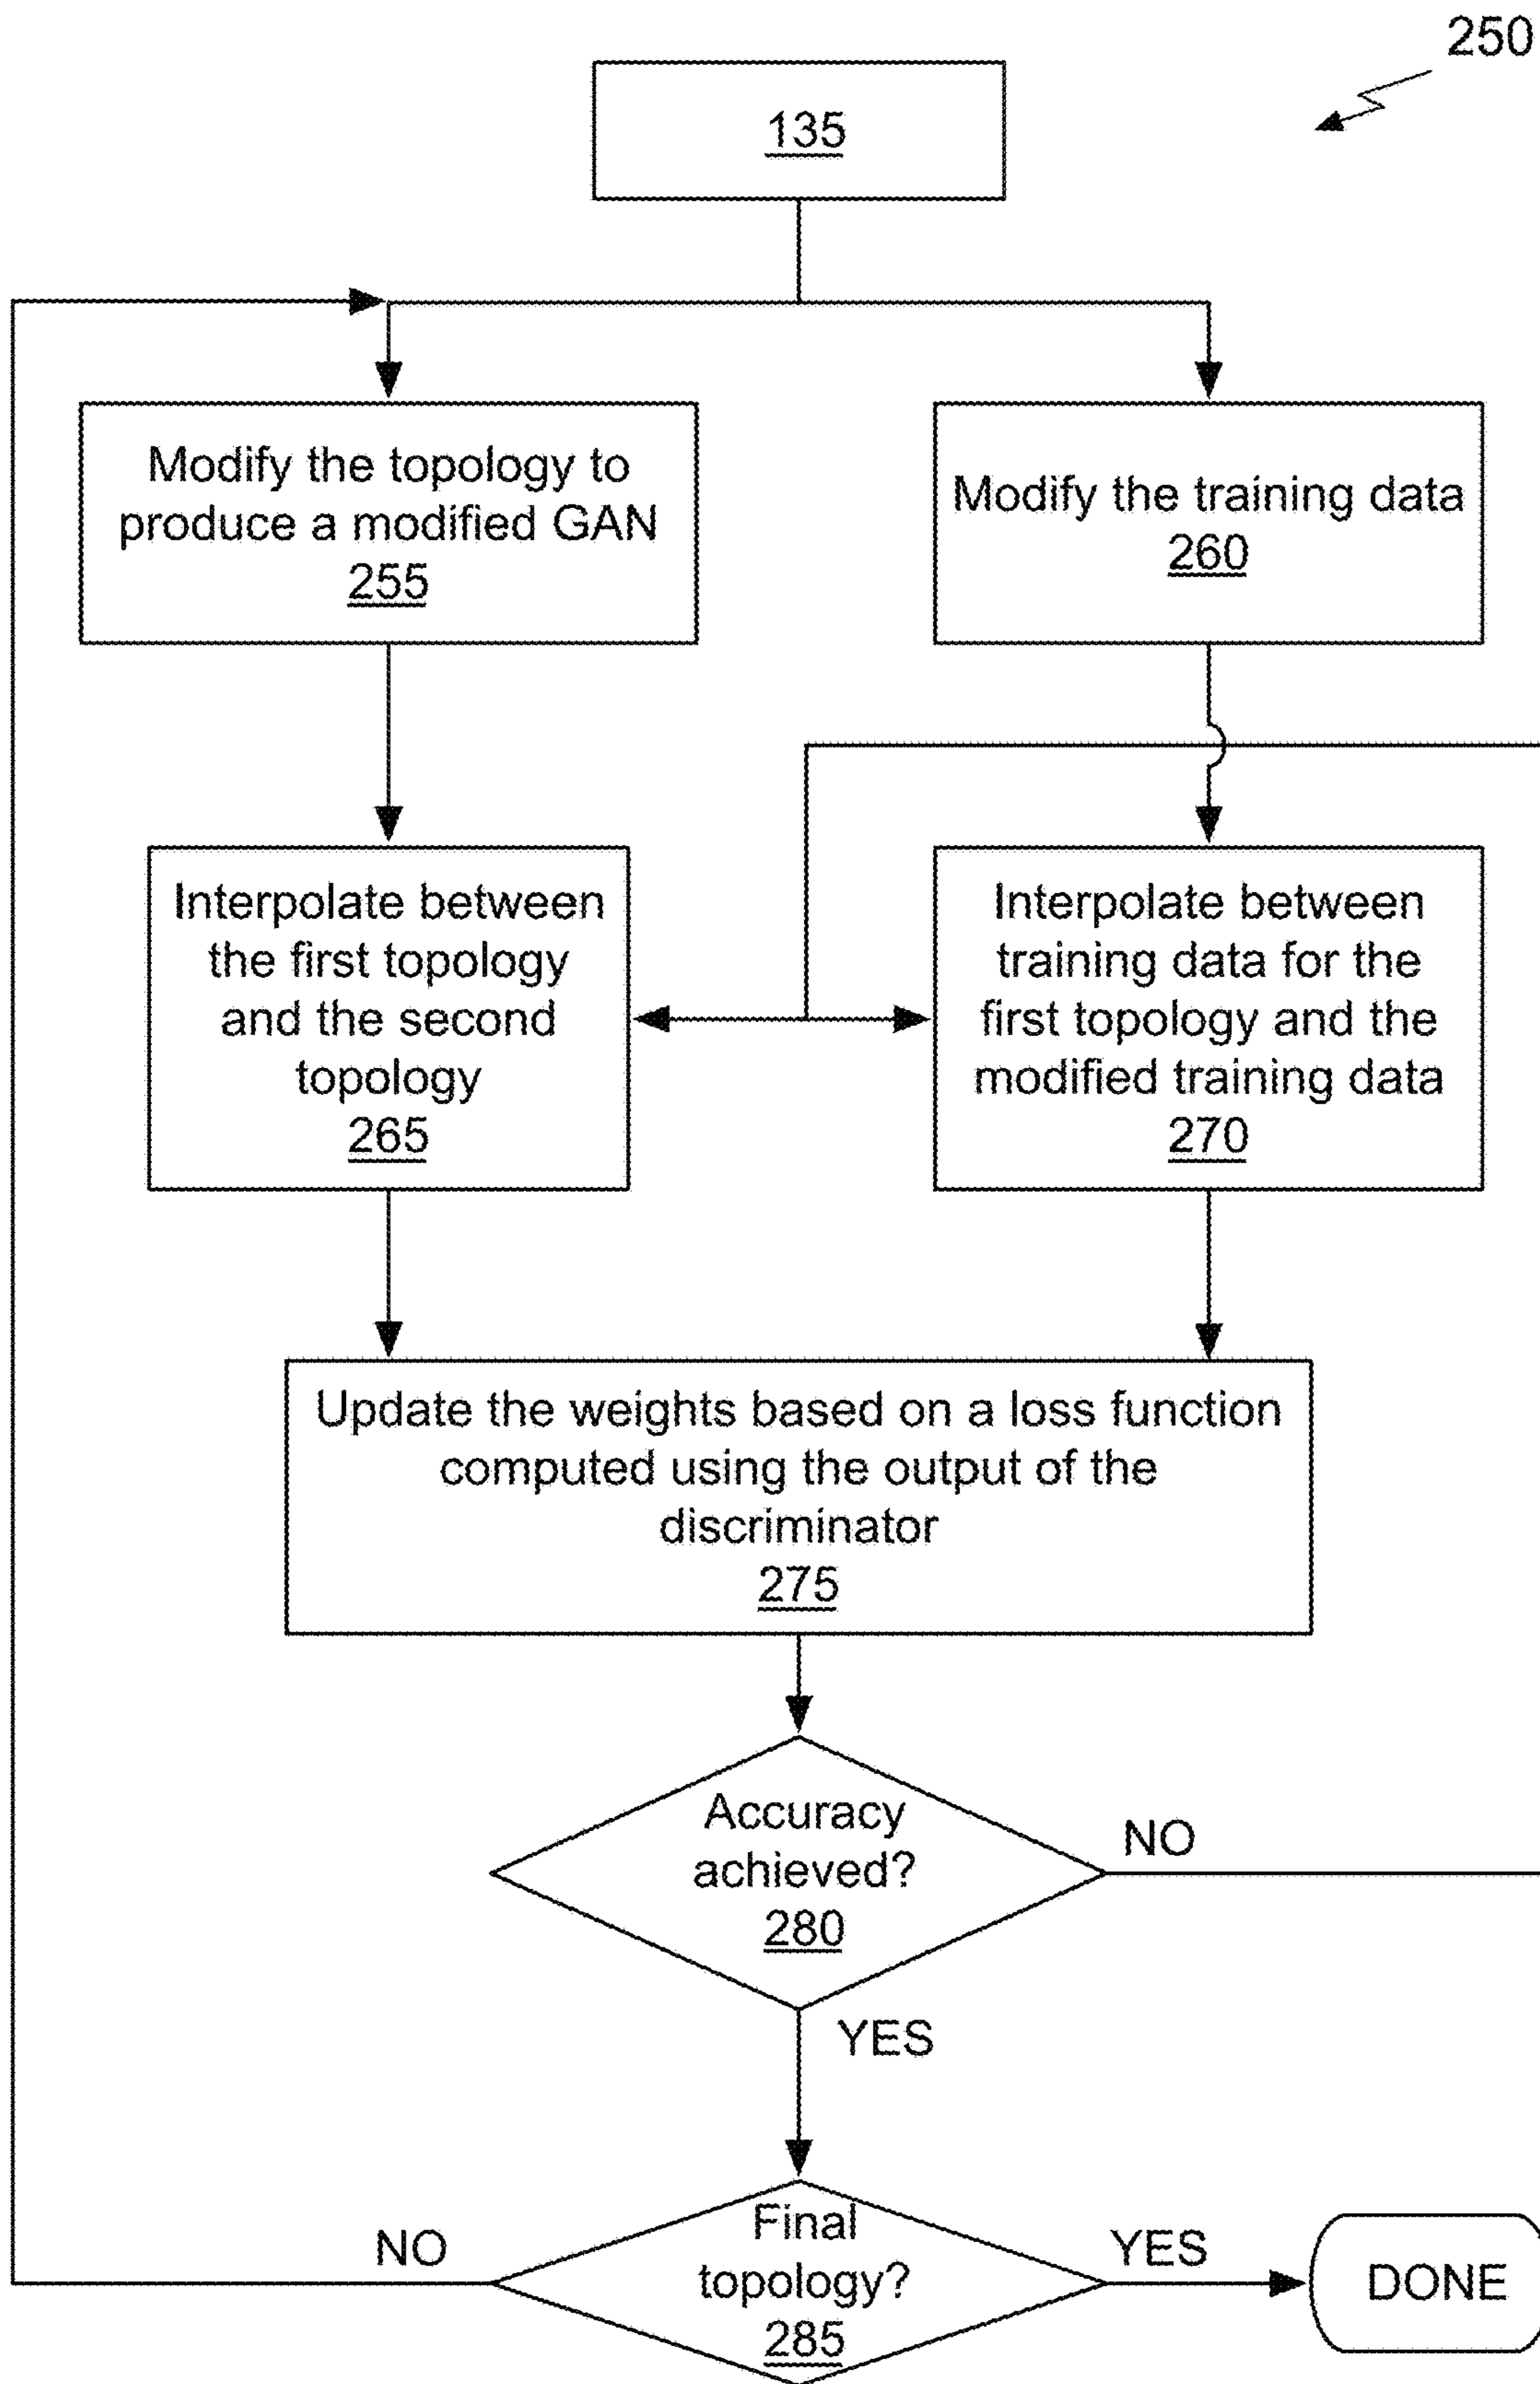 250
135
Modify the topology to
produce a modified GAN
255
Modify the training data
260
Interpolate between
the first topology
and the second
topology
265
Interpolate between
training data for the
first topology and the
modified training data
270
Update the weights based on a loss function
computed using the output of the
discriminator
275
Accuracy
achieved?
280
NO
YES
Final
topology?
285
NO
YES
DONE